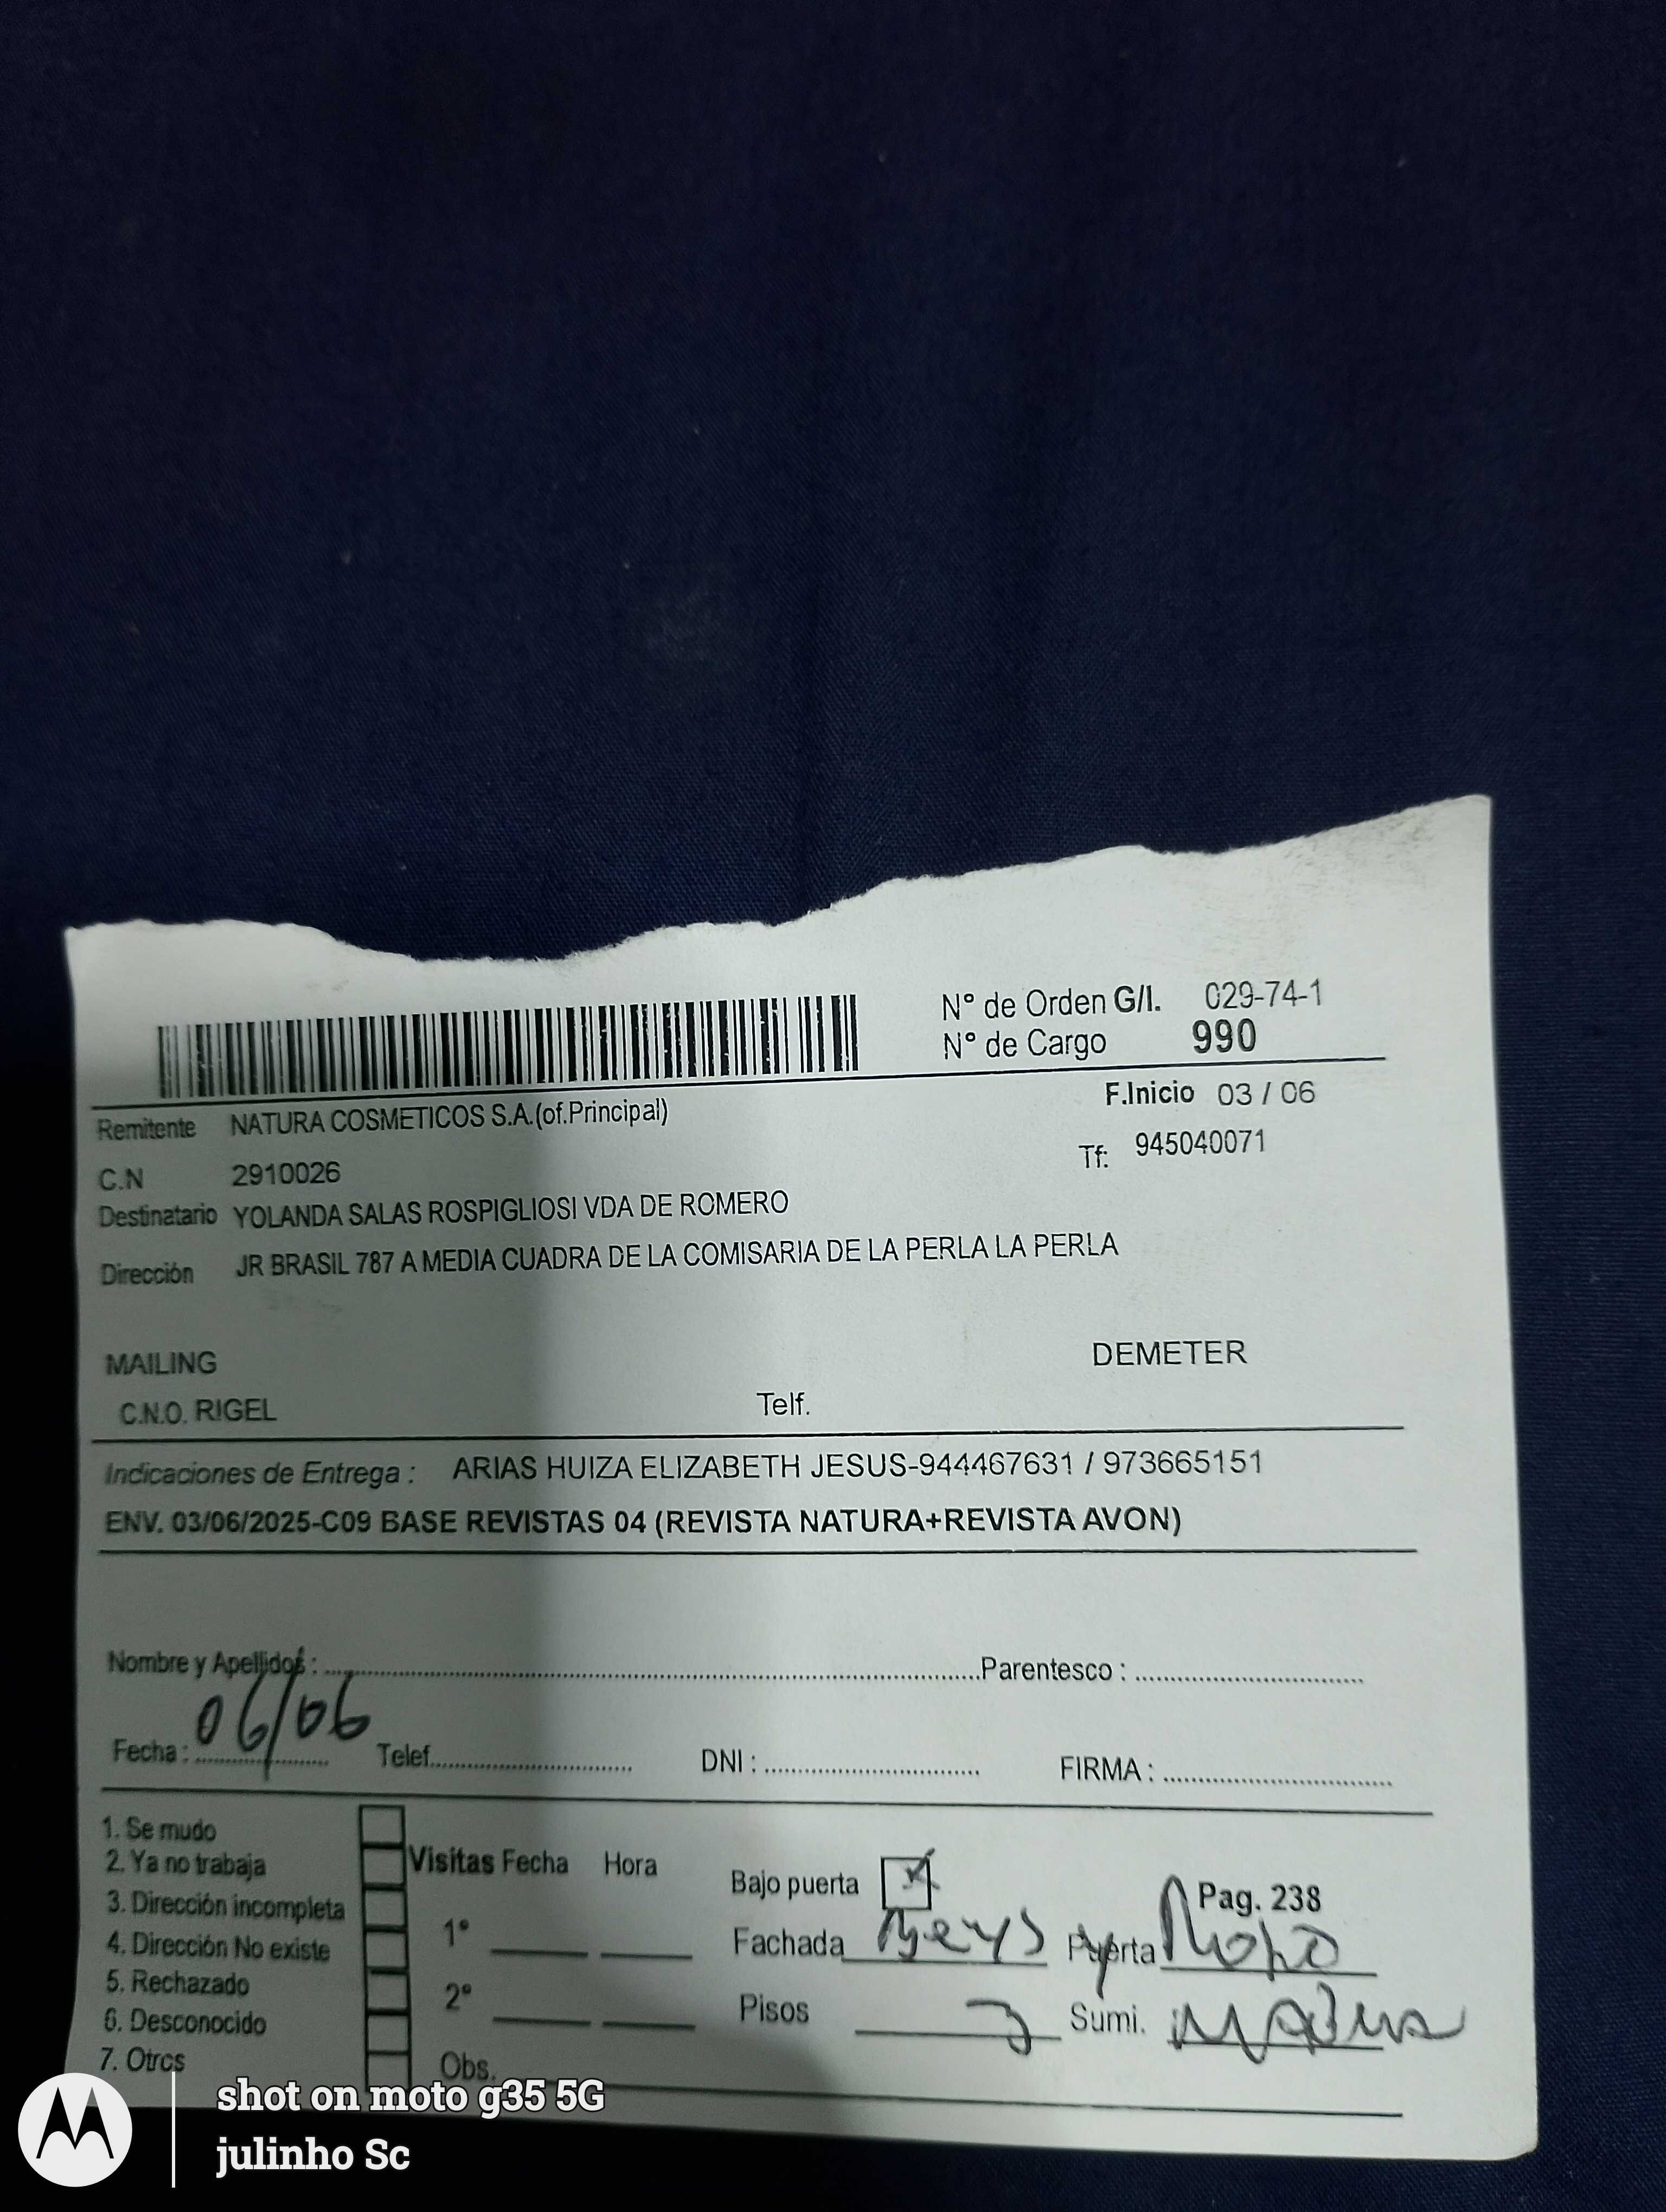 N° de Orden G/I. 029-74-1
N° de Cargo 990
F.Inicio 03 / 06
Remitente NATURA COSMETICOS S.A.(of.Principal)
Tf: 945040071
C.N 2910026
Destinatario YOLANDA SALAS ROSPIGLIOSI VDA DE ROMERO
Dirección JR BRASIL 787 A MEDIA CUADRA DE LA COMISARIA DE LA PERLA LA PERLA
MAILING DEMETER
C.N.O. RIGEL Telf.
Indicaciones de Entrega : ARIAS HUIZA ELIZABETH JESUS-944467631 / 973665151
ENV. 03/06/2025-C09 BASE REVISTAS 04 (REVISTA NATURA+REVISTA AVON)
Nombre y Apellidos : Parentesco :
Fecha : 06/06 Telef. DNI : FIRMA :
1. Se mudo
2. Ya no trabaja
3. Dirección incompleta
4. Dirección No existe
5. Rechazado
6. Desconocido
7. Otros
Visitas Fecha Hora
1°
2°
Obs.
Bajo puerta
Pag. 238
Fachada Beys Puerta
Pisos Sumi.
shot on moto g35 5G
julinho Sc